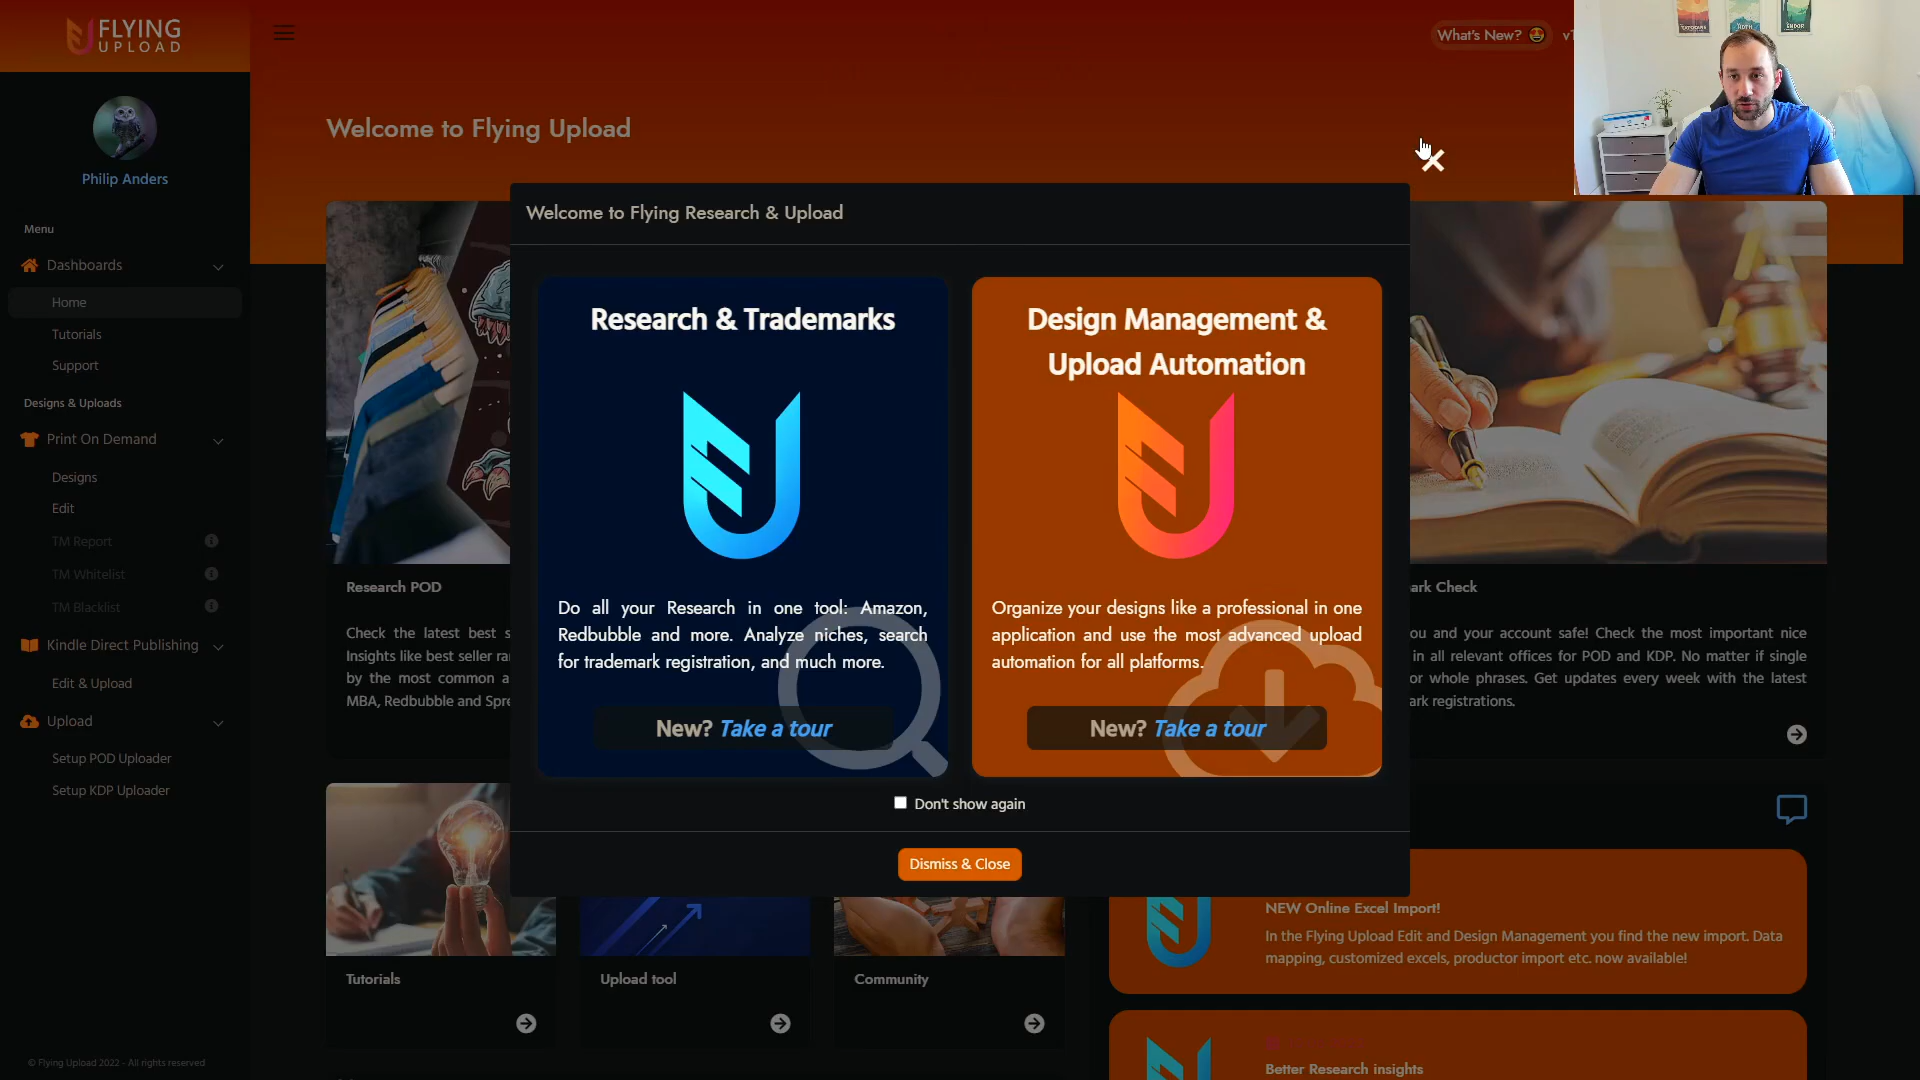 FLYING
UPLOAD
What's New?
Philip Anders
Welcome to Flying Upload
Menu
Dashboards
Home
Tutorials
Support
Designs & Uploads
Print On Demand
Designs
Edit
TM Report
TM Whitelist
TM Blacklist
Kindle Direct Publishing
Edit & Upload
Upload
Setup POD Uploader
Setup KDP Uploader
© Flying Upload 2022 - All rights reserved
Welcome to Flying Research & Upload
Research & Trademarks
Do all your Research in one tool: Amazon,
Redbubble and more. Analyze niches, search
for trademark registration, and much more.
New? Take a tour
Design Management &
Upload Automation
Organize your designs like a professional in one
application and use the most advanced upload
automation for all platforms.
New? Take a tour
Don't show again
Dismiss & Close
Research POD
Check the latest best
Insights like best seller
by the most common a
MBA, Redbubble and
Check
and your account safe! Check the most important nice
in all relevant offices for POD and KDP. No matter if single
or whole phrases. Get updates every week with the latest
registrations.
Tutorials
Upload tool
Community
NEW Online Excel Import!
In the Flying Upload Edit and Design Management you find the new import. Data
mapping, customized excels, productor import etc. now available!
Better Research insights